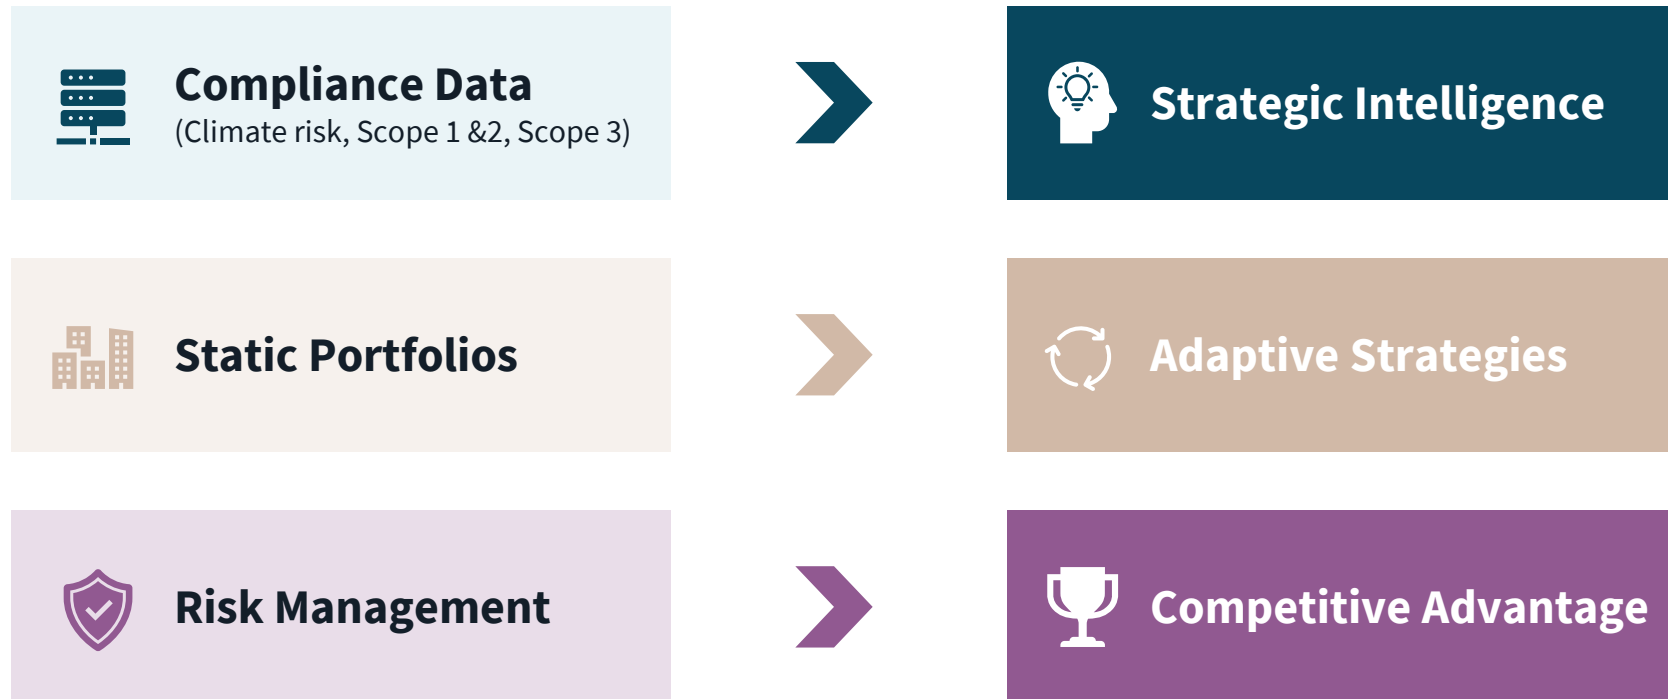 Compliance Data
(Climate risk, Scope 1 &2, Scope 3)
Strategic Intelligence
Static Portfolios
Adaptive Strategies
Risk Management
Competitive Advantage